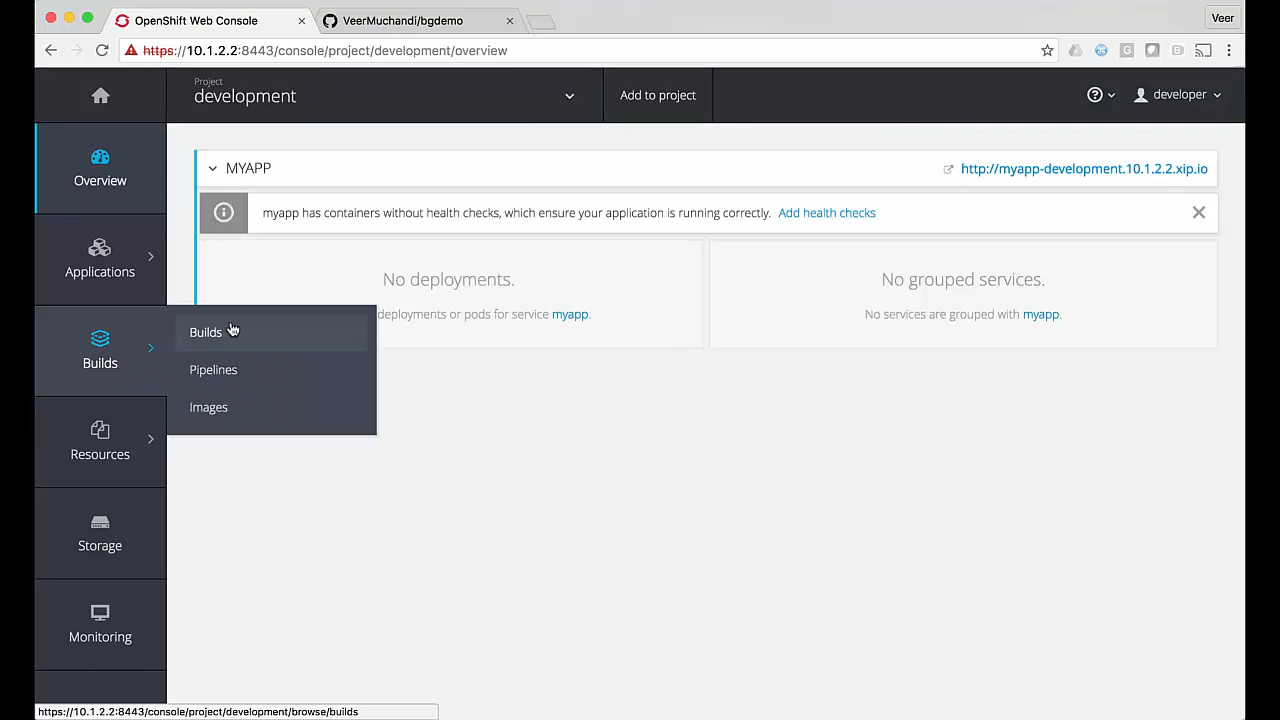 OpenShift Web Console
VeerMuchandi/bgdemo
Veer
https://10.1.2.2:8443/console/project/development/overview
Project
development
Add to project
developer
Overview
MYAPP
http://myapp-development.10.1.2.2.xip.io
myapp has containers without health checks, which ensure your application is running correctly. Add health checks
Applications
No deployments.
No grouped services.
deployments or pods for service myapp.
No services are grouped with myapp.
Builds
Builds
Pipelines
Images
Resources
Storage
Monitoring
https://10.1.2.2:8443/console/project/development/browse/builds